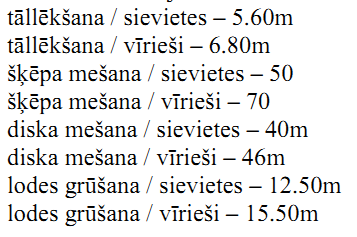 tāllēkšana / sievietes – 5.60m
tāllēkšana / vīrieši – 6.80m
šķēpa mešana / sievietes – 50
šķēpa mešana / vīrieši – 70
diska mešana / sievietes – 40m
diska mešana / vīrieši – 46m
lodes grūšana / sievietes – 12.50m
lodes grūšana / vīrieši – 15.50m